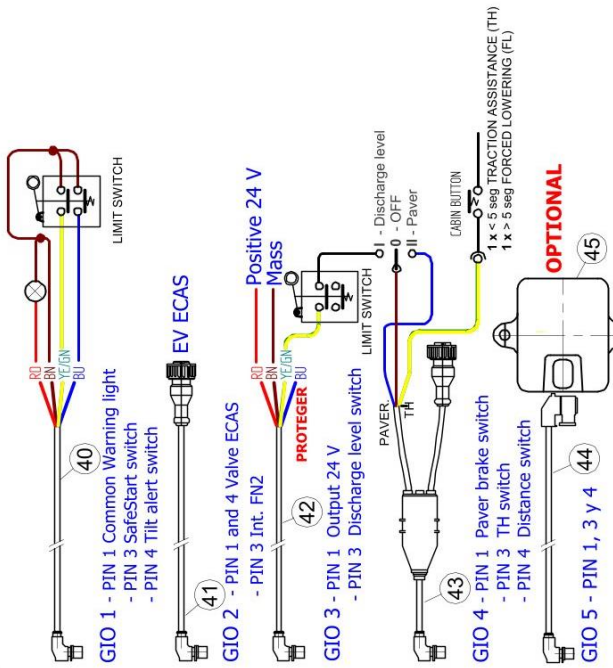 RD
BN
YE/GN
BU
LIMIT SWITCH
40
GIO 1 - PIN 1 Common Warning light
- PIN 3 SafeStart switch
- PIN 4 Tilt alert switch
EV ECAS
41
GIO 2 - PIN 1 and 4 Valve ECAS
- PIN 3 Int. FN2
Positive 24 V
Mass
RD
BN
YE/GN
BU
PROTEGER
LIMIT SWITCH
42
GIO 3 - PIN 1 Output 24 V
- PIN 3 Discharge level switch
I - Discharge level
0 - OFF
II - Paver
PAVER.
TH
CABIN BUTTON
1 x < 5 seg TRACTION ASSISTANCE (TH)
1 x > 5 seg FORCED LOWERING (FL)
43
GIO 4 - PIN 1 Paver brake switch
- PIN 3 TH switch
- PIN 4 Distance switch
OPTIONAL
45
44
GIO 5 - PIN 1, 3 y 4